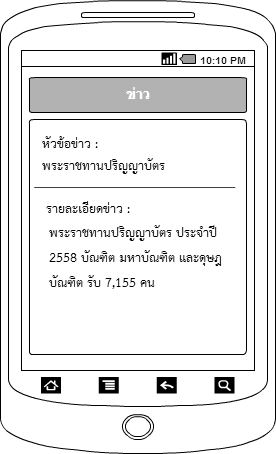 10:10 PM
ข่าว
หัวข้อข่าว :
พระราชทานปริญญาบัตร
รายละเอียดข่าว :
พระราชทานปริญญาบัตร ประจำปี
2558 บัณฑิต มหาบัณฑิต และดุษฎ
บัณฑิต รับ 7,155 คน